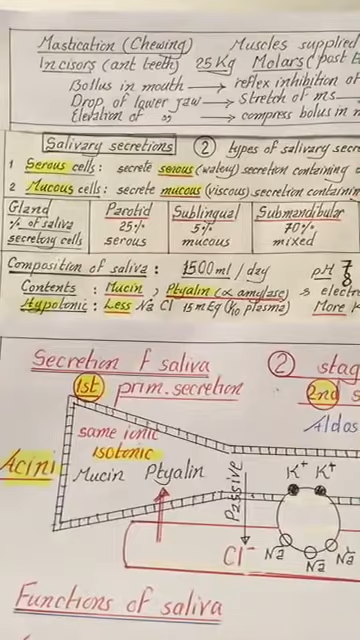 Mastication (Chewing) Muscles supplied
Incisors (ant teeth) 25 Kg Molars (post
Bollus in mouth → reflex inhibition of
Drop of lower jaw → Stretch of ms
Elevation of → compress bolus in
Salivary secretions ② types of salivary secre
1 Serous cells: secrete serous (watery) secretion containing
2 Mucous cells: secrete mucous (viscous) secretion containin
Gland Parotid Sublingual Submandibular
% of saliva 25% 5% 70%
secretory cells serous mucous mixed
Composition of saliva: 1500 ml / day pH 7
8
Contents: Mucin, Ptyalin (α amylase) electr
Hypotonic: Less Na Cl 15 mEq (1/10 plasma) More K
Secretion f saliva ② stag
1st prim. secretion 2nd s
same ionic Aldos
isotonic
Acini Mucin Ptyalin Passive K+ K+
Cl- Na Na Na
Functions of saliva